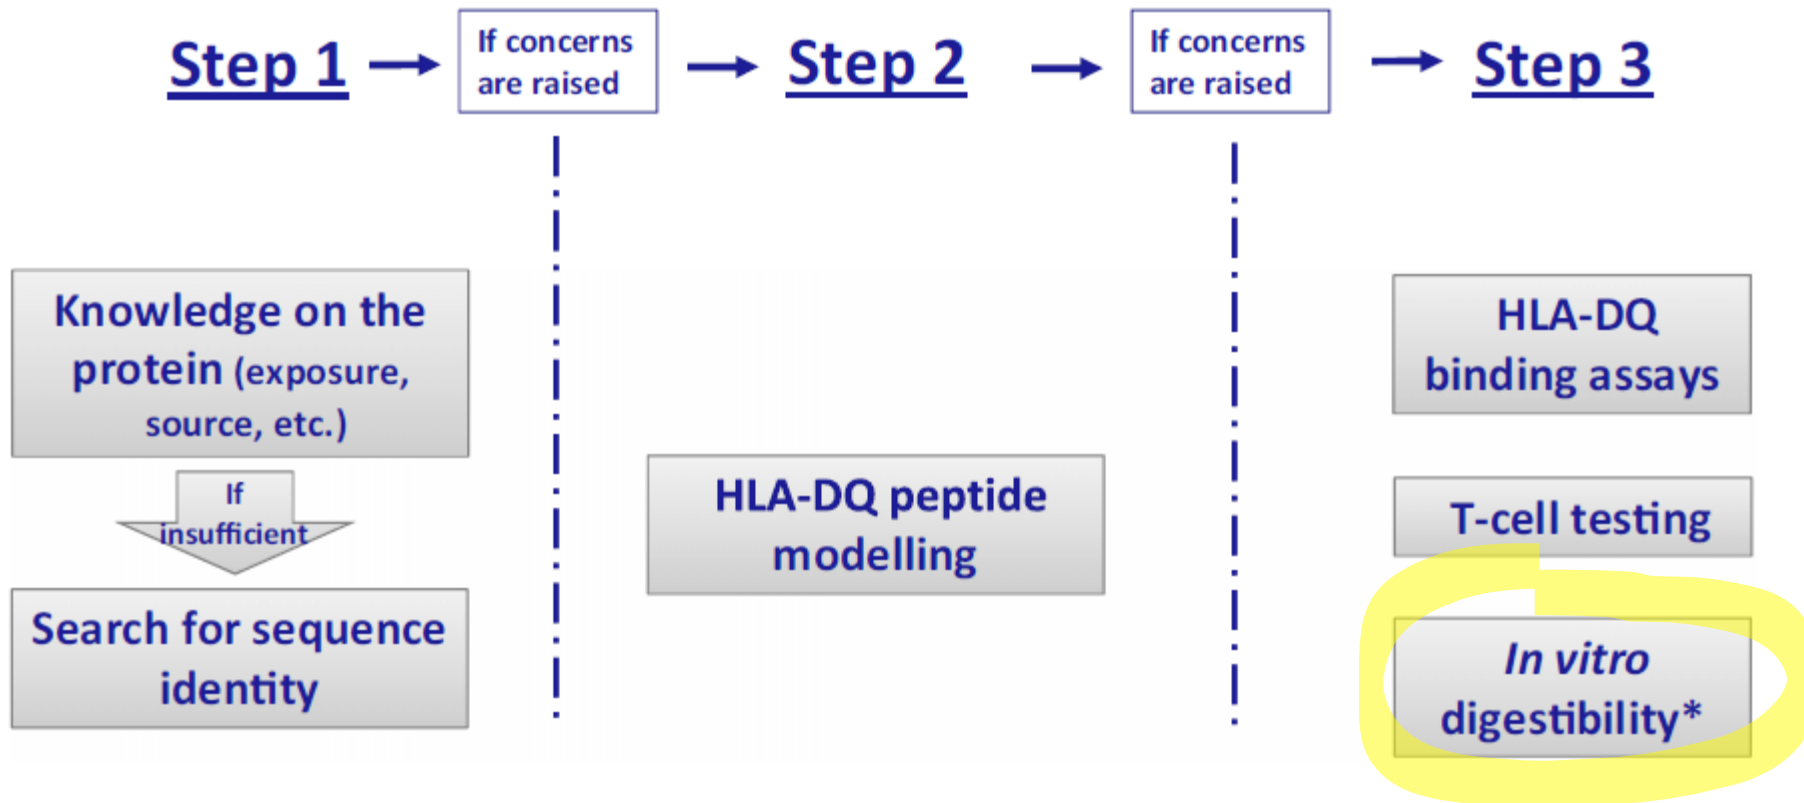 Step 1
If concerns
are raised
Step 2
If concerns
are raised
Step 3
Knowledge on the
protein (exposure,
source, etc.)
If
insufficient
Search for sequence
identity
HLA-DQ peptide
modelling
HLA-DQ
binding assays
T-cell testing
In vitro
digestibility*